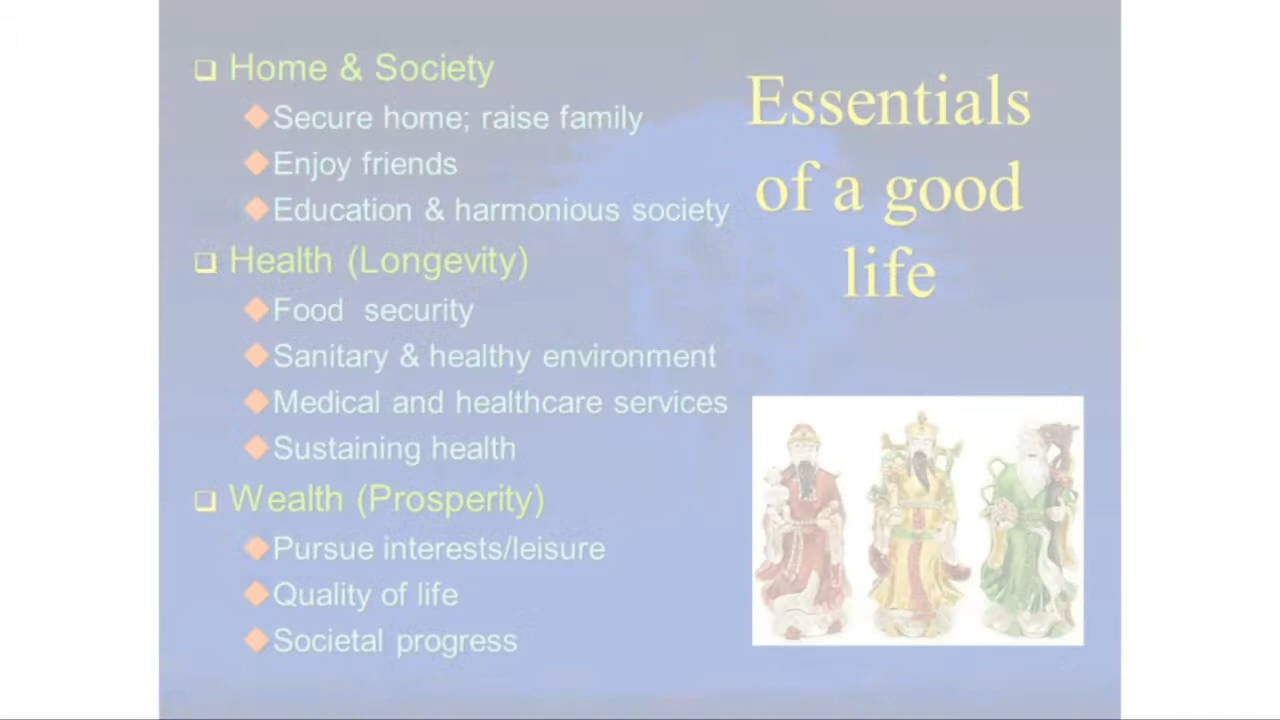 Home & Society
Secure home; raise family
Enjoy friends
Education & harmonious society
Health (Longevity)
Food security
Sanitary & healthy environment
Medical and healthcare services
Sustaining health
Wealth (Prosperity)
Pursue interests/leisure
Quality of life
Societal progress
Essentials
of a good
life